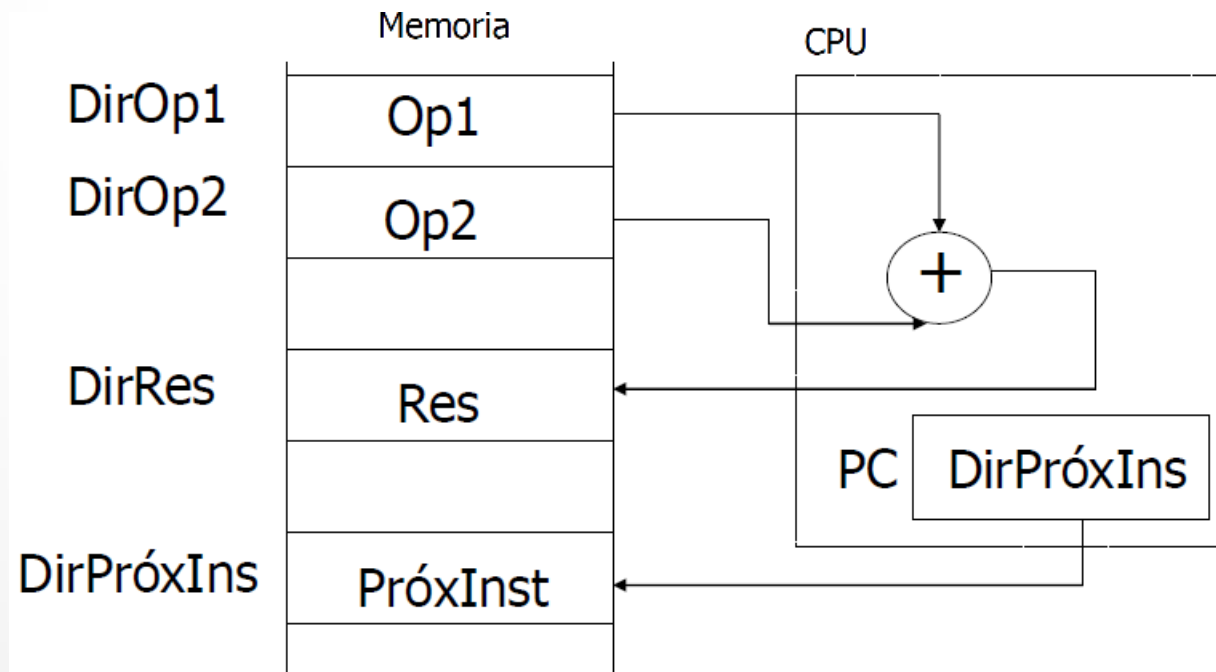 Memoria
CPU
DirOp1
Op1
DirOp2
Op2
+
DirRes
Res
PC
DirPróxIns
DirPróxIns
PróxInst